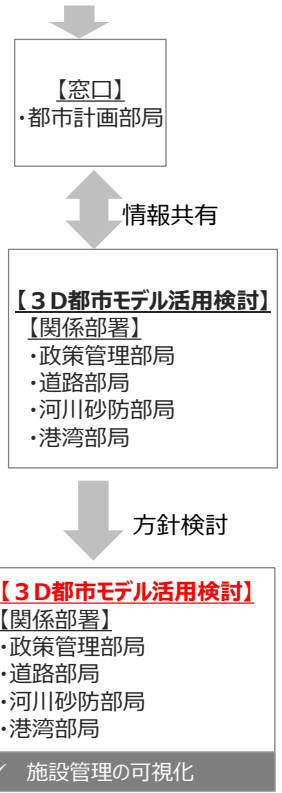 【窓口】
・都市計画部局
情報共有
【３D都市モデル活用検討】
【関係部署】
・政策管理部局
・道路部局
・河川砂防部局
・港湾部局
方針検討
【３D都市モデル活用検討】
【関係部署】
・政策管理部局
・道路部局
・河川砂防部局
・港湾部局
✓ 施設管理の可視化